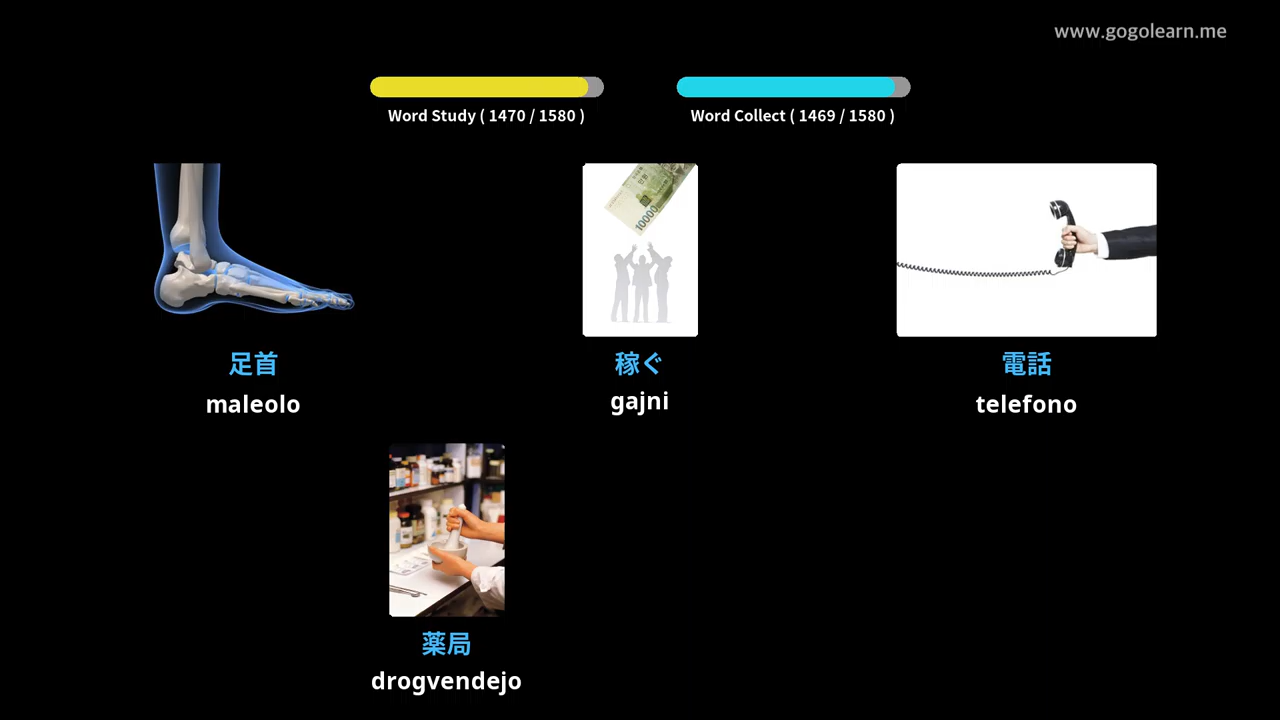 www.gogolearn.me
Word Study ( 1470 / 1580 )
Word Collect ( 1469 / 1580 )
10000
足首
maleolo
稼ぐ
gajni
電話
telefono
薬局
drogvendejo